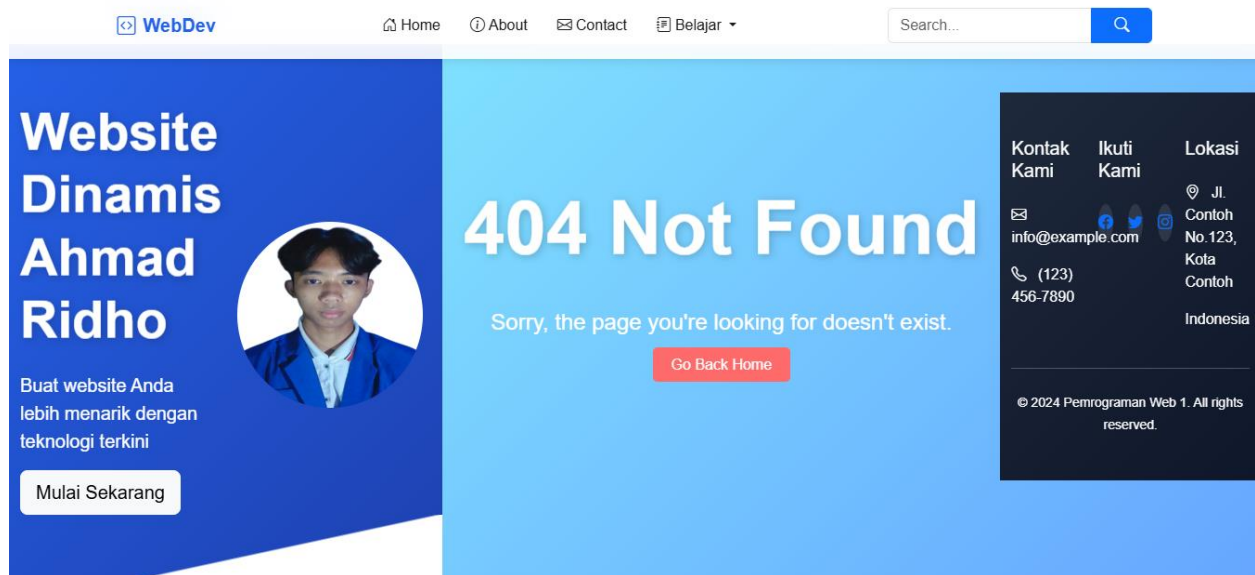 WebDev
Home
About
Contact
Belajar
Search...
Website
Dinamis
Ahmad
Ridho
Buat website Anda
lebih menarik dengan
teknologi terkini
Mulai Sekarang
404 Not Found
Sorry, the page you're looking for doesn't exist.
Go Back Home
Kontak
Kami
info@example.com
(123)
456-7890
Ikuti
Kami
Lokasi
Jl.
Contoh
No.123,
Kota
Contoh
Indonesia
© 2024 Pemrograman Web 1. All rights
reserved.